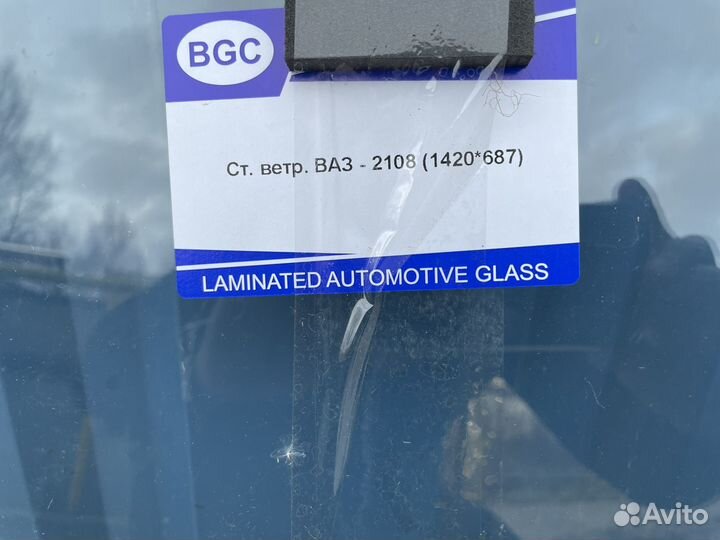 BGC
Ст. ветр. ВАЗ - 2108 (1420*687)
LAMINATED AUTOMOTIVE GLASS
Avito